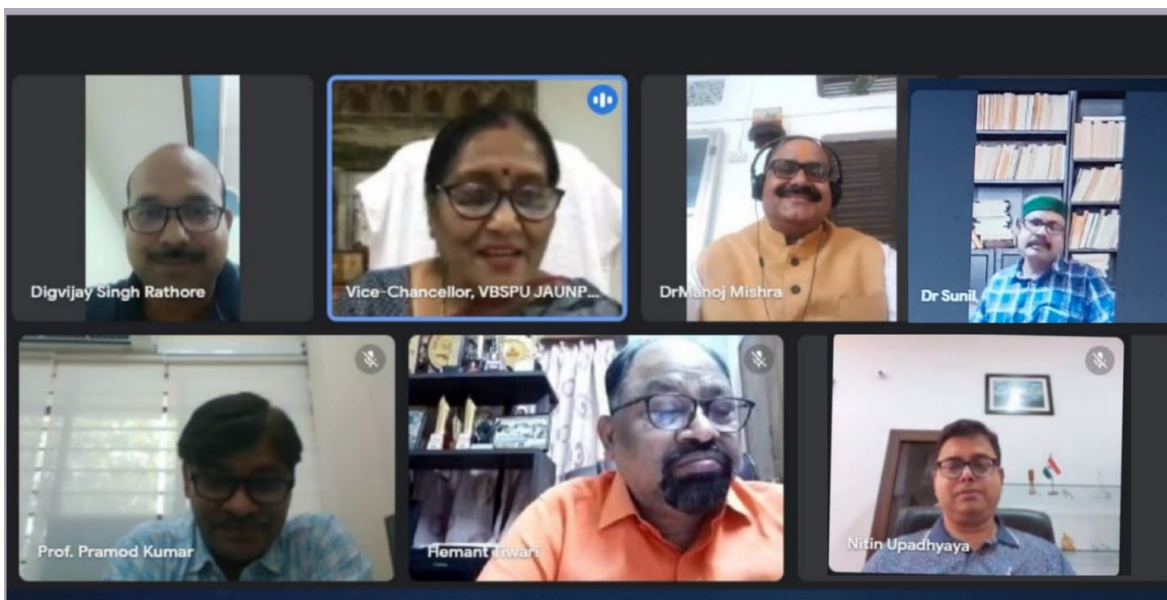 Digvijay Singh Rathore
Vice-Chancellor, VBSPU JAUNP...
DrManoj Mishra
Dr Sunil
Prof. Pramod Kumar
Hemant Tiwari
Nitin Upadhyaya